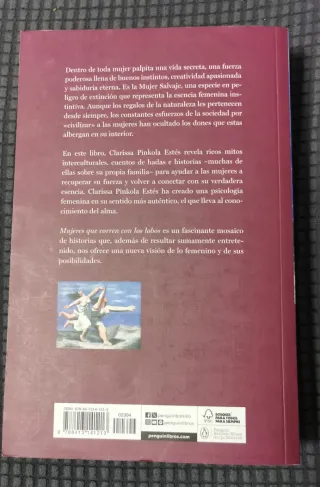 Dentro de toda mujer palpita una vida secreta, una fuerza
poderosa llena de buenos instintos, creatividad apasionada
y sabiduría eterna. Es la Mujer Salvaje, una especie en pe-
ligro de extinción que representa la esencia femenina ins-
tintiva. Aunque los regalos de la naturaleza les pertenecen
desde siempre, los constantes esfuerzos de la sociedad por
«civilizar» a las mujeres han ocultado los dones que estas
albergan en su interior.
En este libro, Clarissa Pinkola Estés revela ricos mitos
interculturales, cuentos de hadas e historias —muchas de
ellas sobre su propia familia— para ayudar a las mujeres a
recuperar su fuerza y volver a conectar con su verdadera
esencia. Clarissa Pinkola Estés ha creado una psicología
femenina en su sentido más auténtico, el que lleva al cono-
cimiento del alma.
Mujeres que corren con los lobos es un fascinante mosaico
de historias que, además de resultar sumamente entrete-
nido, nos ofrece una nueva visión de lo femenino y de sus
posibilidades.
penguinlibros.com